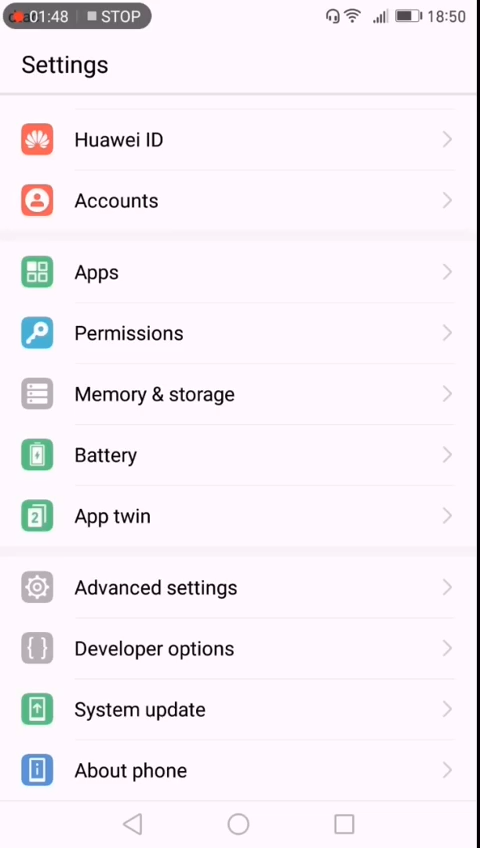 01:48 STOP 18:50
Settings
Huawei ID
Accounts
Apps
Permissions
Memory & storage
Battery
2 App twin
Advanced settings
{ } Developer options
System update
i About phone